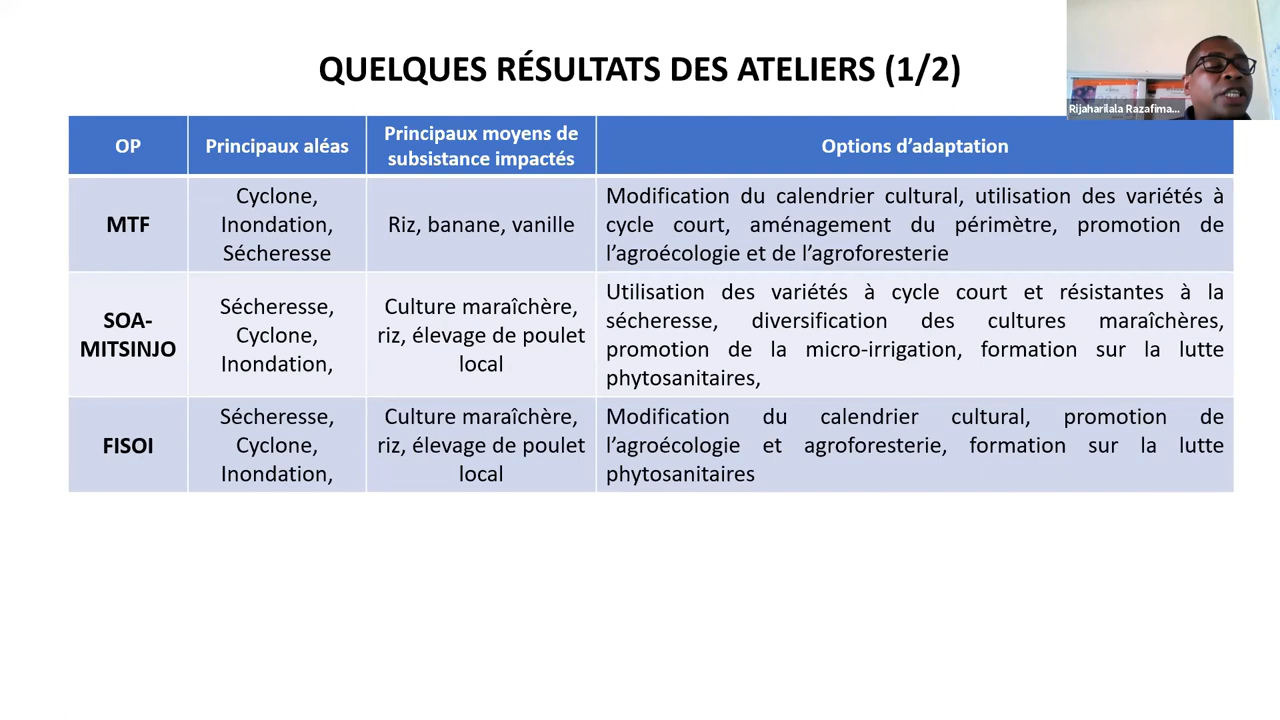 QUELQUES RÉSULTATS DES ATELIERS (1/2)
Rijaharilala Razafima...
OP
Principaux aléas
Principaux moyens de
subsistance impactés
Options d’adaptation
MTF
Cyclone,
Inondation,
Sécheresse
Riz, banane, vanille
Modification du calendrier cultural, utilisation des variétés à
cycle court, aménagement du périmètre, promotion de
l’agroécologie et de l’agroforesterie
SOA-
MITSINJO
Sécheresse,
Cyclone,
Inondation,
Culture maraîchère,
riz, élevage de poulet
local
Utilisation des variétés à cycle court et résistantes à la
sécheresse, diversification des cultures maraîchères,
promotion de la micro-irrigation, formation sur la lutte
phytosanitaires,
FISOI
Sécheresse,
Cyclone,
Inondation,
Culture maraîchère,
riz, élevage de poulet
local
Modification du calendrier cultural, promotion de
l’agroécologie et agroforesterie, formation sur la lutte
phytosanitaires